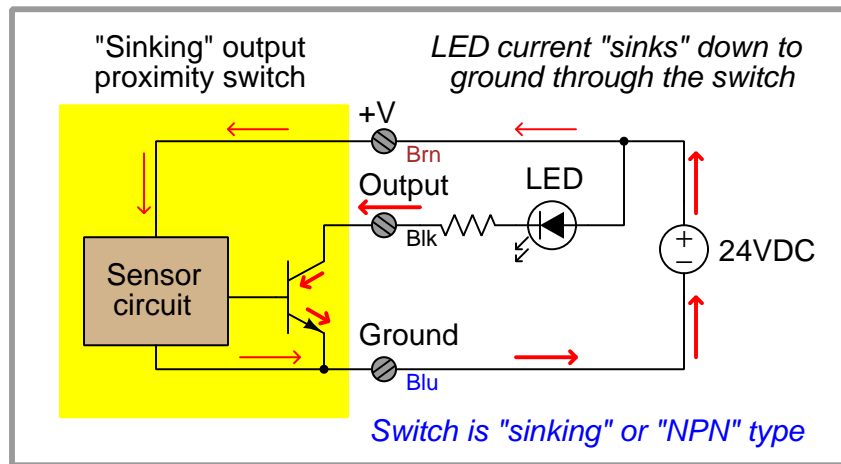 "Sinking" output
proximity switch
LED current "sinks" down to
ground through the switch
+V
Brn
Output
LED
Blk
+
−
24VDC
Sensor
circuit
Ground
Blu
Switch is "sinking" or "NPN" type